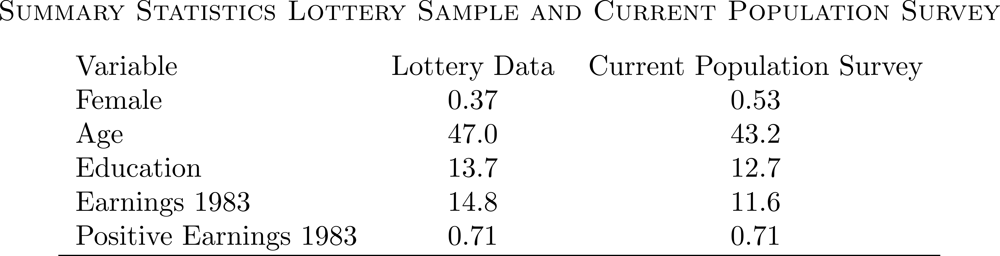 SUMMARY STATISTICS LOTTERY SAMPLE AND CURRENT POPULATION SURVEY
Variable Lottery Data Current Population Survey
Female 0.37 0.53
Age 47.0 43.2
Education 13.7 12.7
Earnings 1983 14.8 11.6
Positive Earnings 1983 0.71 0.71